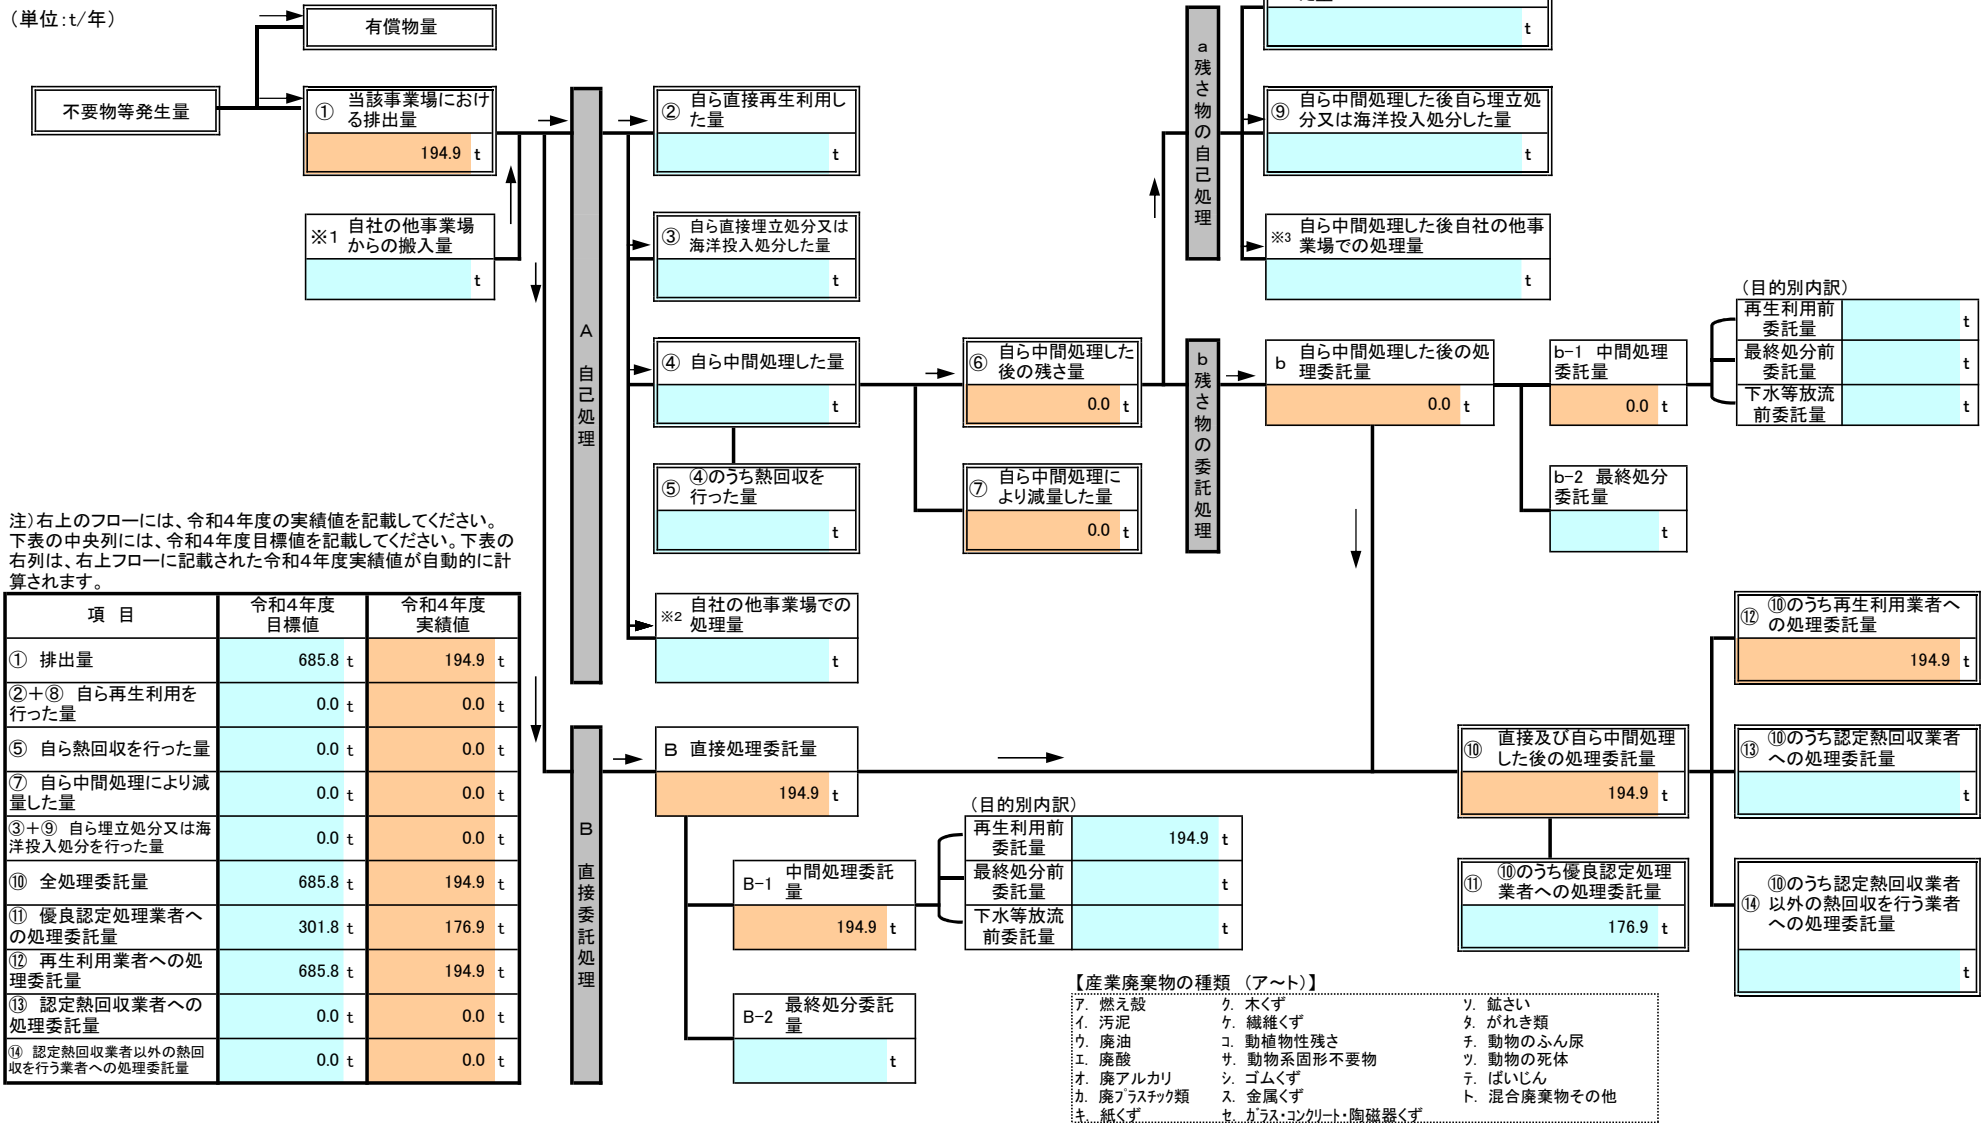 （単位：t/年）
有償物量
不要物等発生量
①
当該事業場におけ
る排出量
194.9 t
※1
自社の他事業場
からの搬入量
t
A 自己処理
②
自ら直接再生利用し
た量
t
③
自ら直接埋立処分又は
海洋投入処分した量
t
④ 自ら中間処理した量
t
⑤
④のうち熱回収を
行った量
t
※2
自社の他事業場での
処理量
t
⑥
自ら中間処理した
後の残さ量
0.0 t
⑦
自ら中間処理に
より減量した量
0.0 t
a 残さ物の自己処理
t
⑨
自ら中間処理した後自ら埋立処
分又は海洋投入処分した量
t
※3
自ら中間処理した後自社の他事
業場での処理量
t
b 残さ物の委託処理
b
自ら中間処理した後の処
理委託量
0.0 t
b-1 中間処理
委託量
0.0 t
b-2 最終処分
委託量
t
（目的別内訳）
再生利用前
委託量
t
最終処分前
委託量
t
下水等放流
前委託量
t
注）右上のフローには、令和４年度の実績値を記載してください。
下表の中央列には、令和４年度目標値を記載してください。下表の
右列は、右上フローに記載された令和４年度実績値が自動的に計
算されます。
項 目
令和４年度
目標値
令和４年度
実績値
① 排出量 685.8 t 194.9 t
②＋⑧ 自ら再生利用を
行った量
0.0 t 0.0 t
⑤ 自ら熱回収を行った量 0.0 t 0.0 t
⑦ 自ら中間処理により減
量した量
0.0 t 0.0 t
③＋⑨ 自ら埋立処分又は海
洋投入処分を行った量
0.0 t 0.0 t
⑩ 全処理委託量 685.8 t 194.9 t
⑪ 優良認定処理業者へ
の処理委託量
301.8 t 176.9 t
⑫ 再生利用業者への処
理委託量
685.8 t 194.9 t
⑬ 認定熱回収業者への
処理委託量
0.0 t 0.0 t
⑭ 認定熱回収業者以外の熱回
収を行う業者への処理委託量
0.0 t 0.0 t
B 直接委託処理
B 直接処理委託量
194.9 t
B-1
中間処理委託
量
194.9 t
B-2
最終処分委託
量
t
（目的別内訳）
再生利用前
委託量
194.9 t
最終処分前
委託量
t
下水等放流
前委託量
t
⑩
直接及び自ら中間処理
した後の処理委託量
194.9 t
⑪
⑩のうち優良認定処理
業者への処理委託量
176.9 t
⑫
⑩のうち再生利用業者へ
の処理委託量
194.9 t
⑬
⑩のうち認定熱回収業者
への処理委託量
t
⑭
⑩のうち認定熱回収業者
以外の熱回収を行う業者
への処理委託量
t
【産業廃棄物の種類 （ア～ト）】
ア. 燃え殻
イ. 汚泥
ウ. 廃油
エ. 廃酸
オ. 廃アルカリ
カ. 廃プラスチック類
キ. 紙くず
ク. 木くず
ケ. 繊維くず
コ. 動植物性残さ
サ. 動物系固形不要物
シ. ゴムくず
ス. 金属くず
セ. ガラス・コンクリート・陶磁器くず
ソ. 鉱さい
タ. がれき類
チ. 動物のふん尿
ツ. 動物の死体
テ. ばいじん
ト. 混合廃棄物その他